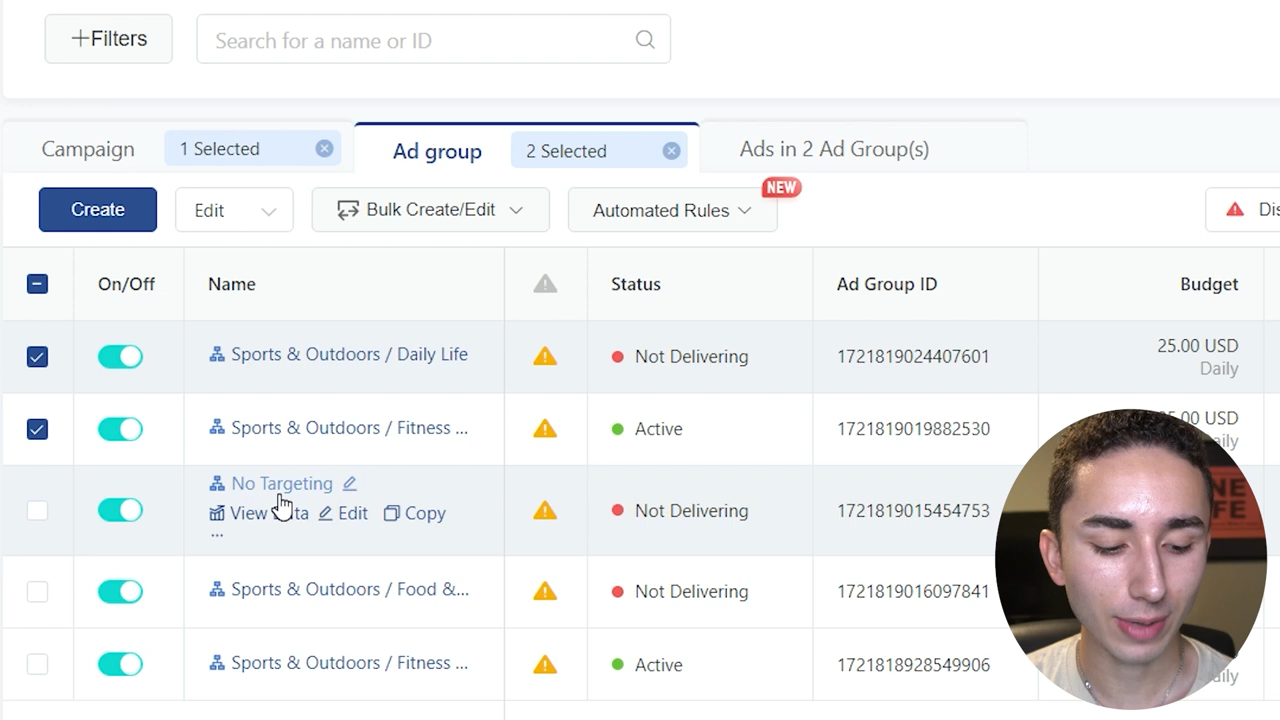 +Filters
Search for a name or ID
Campaign
1 Selected
Ad group
2 Selected
Ads in 2 Ad Group(s)
Create
Edit
Bulk Create/Edit
Automated Rules
NEW
On/Off
Name
Status
Ad Group ID
Budget
Sports & Outdoors / Daily Life
Not Delivering
1721819024407601
25.00 USD
Daily
Sports & Outdoors / Fitness ...
Active
1721819019882530
USD
No Targeting
View Edit Copy
...
Not Delivering
1721819015454753
Sports & Outdoors / Food &...
Not Delivering
1721819016097841
Sports & Outdoors / Fitness ...
Active
1721818928549906